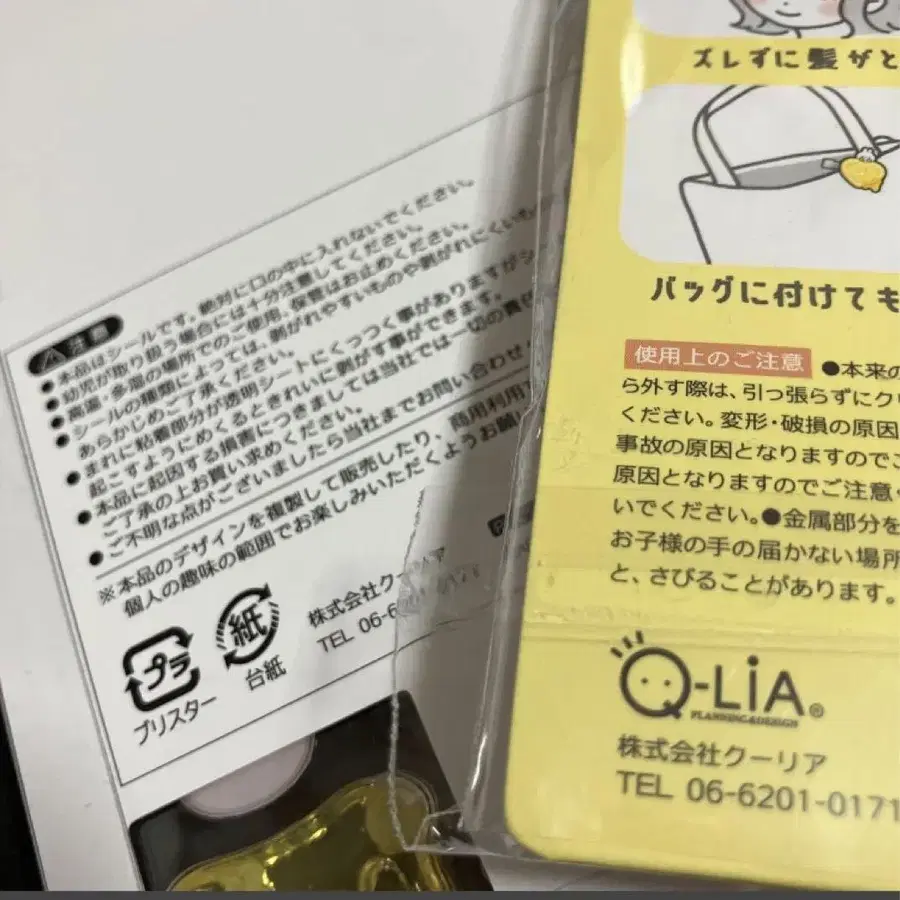 ⚠注意
●本品はシールです。絶対に口の中に入れないでください。
●幼児が取り扱う場合には十分注意してください。
●高温・多湿の場所でのご使用、保管はお止めください。
●シールの種類によっては、剥がれやすいものや剥がれにくいも
あらかじめご了承ください。
●まれに粘着部分が透明シートにくっつく事がありますがシー
起こすようにめくるときれいに剥がす事ができます。
●本品に起因する損害につきましては当社では一切の責任
ご了承の上お買い求めください。
●ご不明な点がございましたら当社までお問い合わせ
※本品のデザインを複製して販売したり、商用利用
個人の趣味の範囲でお楽しみいただくようお願い
プラ
ブリスター
紙
台紙
株式会社クーリア
TEL 06-6201-0171
ズレずに髪がと
バッグに付けても
使用上のご注意 ●本来の
ら外す際は、引っ張らずにクリ
ください。変形・破損の原因
事故の原因となりますのでご
原因となりますのでご注意く
いでください。●金属部分を
お子様の手の届かない場所
と、さびることがあります。
Q-LiA®
PLANNING&DESIGN
株式会社クーリア
TEL 06-6201-0171